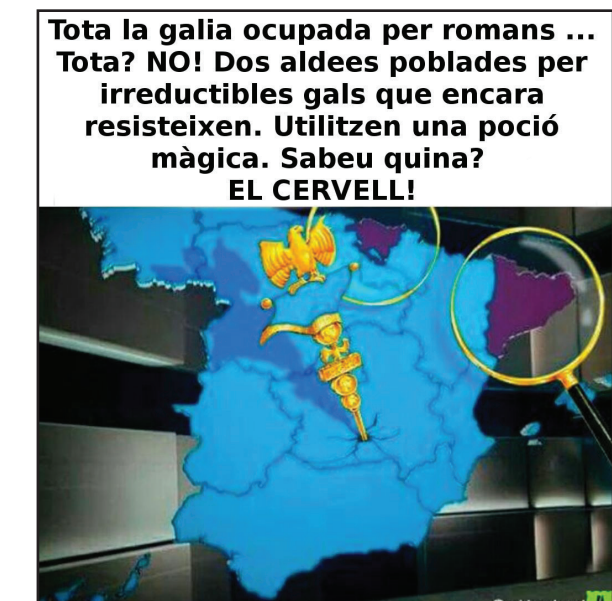 Tota la galia ocupada per romans ...
Tota? NO! Dos aldees poblades per
irreductibles gals que encara
resisteixen. Utilitzen una poció
màgica. Sabeu quina?
EL CERVELL!